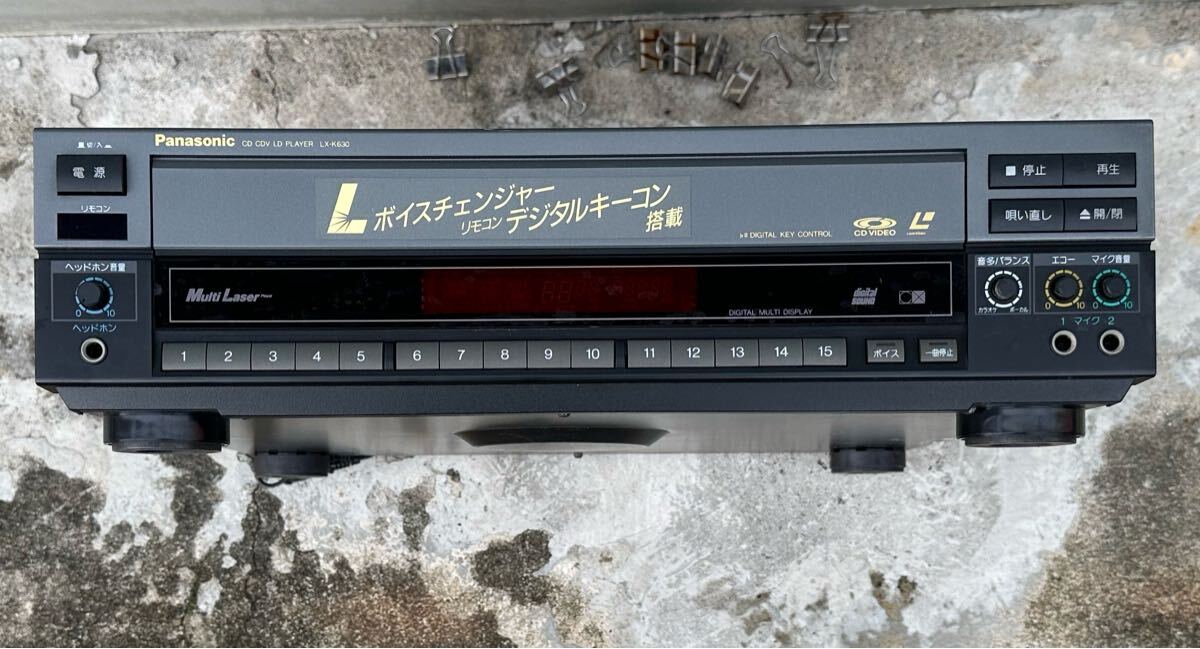 Panasonic CD CDV LD PLAYER LX-K630
切/入
電源
リモコン
L ボイスチェンジャー
リモコン デジタルキーコン
搭載
♭# DIGITAL KEY CONTROL
CD VIDEO
停止
再生
唄い直し
開/閉
ヘッドホン音量
0 10
ヘッドホン
Multi Laser Player
digital SOUND
DIGITAL MULTI DISPLAY
音多バランス
カラオケ ボーカル
エコー
0 10
マイク音量
0 10
1 マイク 2
1 2 3 4 5 6 7 8 9 10 11 12 13 14 15
ボイス
一曲停止